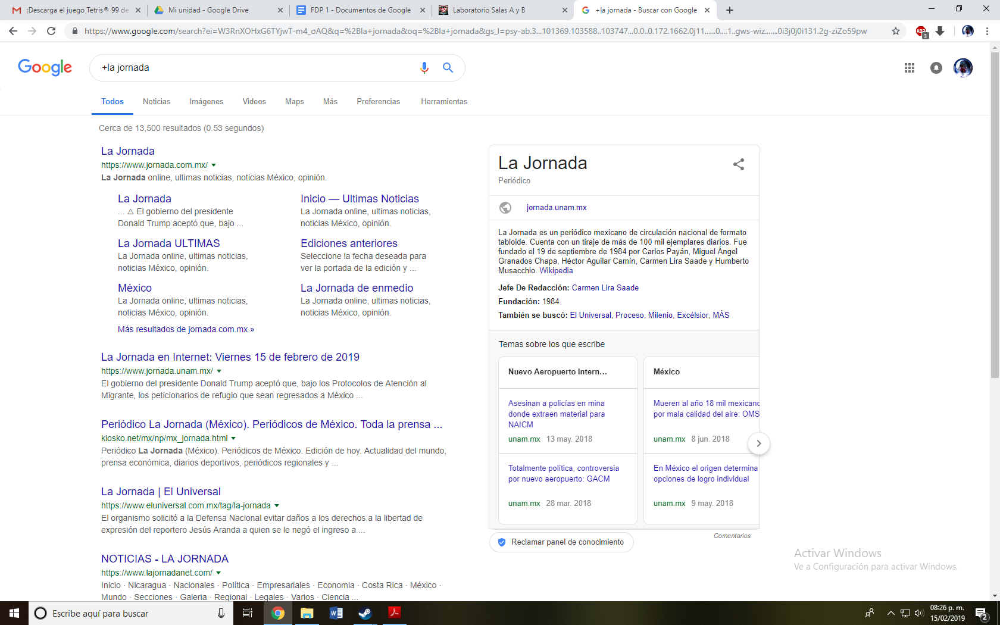 ¡Descarga el juego Tetris® 99 de
Mi unidad - Google Drive
FDP 1 - Documentos de Google
Laboratorio Salas A y B
+la jornada - Buscar con Google
https://www.google.com/search?ei=W3RnXOHxG6TYjwT-m4_oAQ&q=%2Bla+jornada&oq=%2Bla+jornada&gs_l=psy-ab.3...101369.103588..103747...0.0..0.172.1662.0j11......0....1..gws-wiz.......0i3j0j0i131.2g-ziZo59pw
ABP
3
Google
+la jornada
Todos
Noticias
Imágenes
Videos
Maps
Más
Preferencias
Herramientas
Cerca de 13,500 resultados (0.53 segundos)
La Jornada
https://www.jornada.com.mx/
La Jornada online, ultimas noticias, noticias México, opinión.
La Jornada
... △ El gobierno del presidente
Donald Trump aceptó que, bajo ...
Inicio — Ultimas Noticias
La Jornada online, ultimas noticias,
noticias México, opinión.
La Jornada ULTIMAS
La Jornada online, ultimas noticias,
noticias México, opinión.
Ediciones anteriores
Seleccione la fecha deseada para
ver la portada de la edición y ...
México
La Jornada online, ultimas noticias,
noticias México, opinión.
La Jornada de enmedio
La Jornada online, ultimas noticias,
noticias México, opinión.
Más resultados de jornada.com.mx »
La Jornada en Internet: Viernes 15 de febrero de 2019
https://www.jornada.unam.mx/
El gobierno del presidente Donald Trump aceptó que, bajo los Protocolos de Atención al
Migrante, los peticionarios de refugio que sean regresados a México ...
Periódico La Jornada (México). Periódicos de México. Toda la prensa ...
kiosko.net/mx/np/mx_jornada.html
Periódico La Jornada (México). Periódicos de México. Edición de hoy. Actualidad del mundo,
prensa económica, diarios deportivos, periódicos regionales y ...
La Jornada | El Universal
https://www.eluniversal.com.mx/tag/la-jornada
El organismo solicitó a la Defensa Nacional evitar daños a los derechos a la libertad de
expresión del reportero Jesús Aranda a quien se le negó el ingreso a ...
NOTICIAS - LA JORNADA
https://www.lajornadanet.com/
Inicio · Nicaragua · Nacionales · Política · Empresariales · Economia · Costa Rica · México ·
Mundo · Secciones · Galeria · Regional · Legales · Varios · Ciencia ...
La Jornada
Periódico
jornada.unam.mx
La Jornada es un periódico mexicano de circulación nacional de formato
tabloide. Cuenta con un tiraje de más de 100 mil ejemplares diarios. Fue
fundado el 19 de septiembre de 1984 por Carlos Payán, Miguel Ángel
Granados Chapa, Héctor Aguilar Camín, Carmen Lira Saade y Humberto
Musacchio. Wikipedia
Jefe De Redacción: Carmen Lira Saade
Fundación: 1984
También se buscó: El Universal, Proceso, Milenio, Excélsior, MÁS
Temas sobre los que escribe
Nuevo Aeropuerto Intern...
Asesinan a policías en mina
donde extraen material para
NAICM
unam.mx 13 may. 2018
Totalmente política, controversia
por nuevo aeropuerto: GACM
unam.mx 28 mar. 2018
México
Mueren al año 18 mil mexicanc
por mala calidad del aire: OMS
unam.mx 8 jun. 2018
En México el origen determina
opciones de logro individual
unam.mx 9 may. 2018
Comentarios
Reclamar panel de conocimiento
Activar Windows
Ve a Configuración para activar Windows.
Escribe aquí para buscar
08:26 p. m.
15/02/2019
2